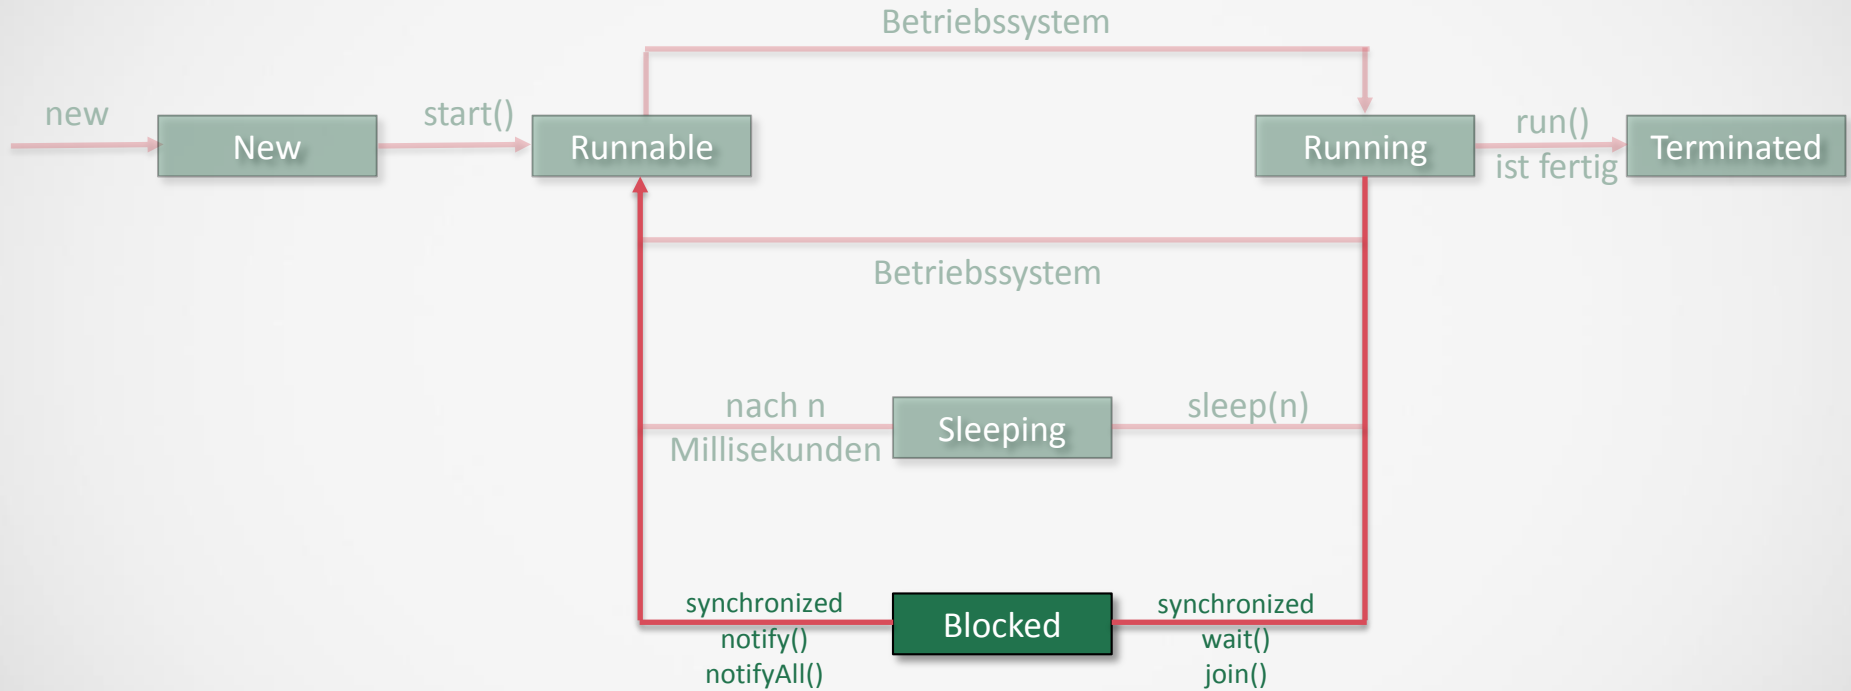 Betriebssystem
new
New
start()
Runnable
Running
run()
ist fertig
Terminated
Betriebssystem
nach n
Millisekunden
Sleeping
sleep(n)
synchronized
notify()
notifyAll()
Blocked
synchronized
wait()
join()